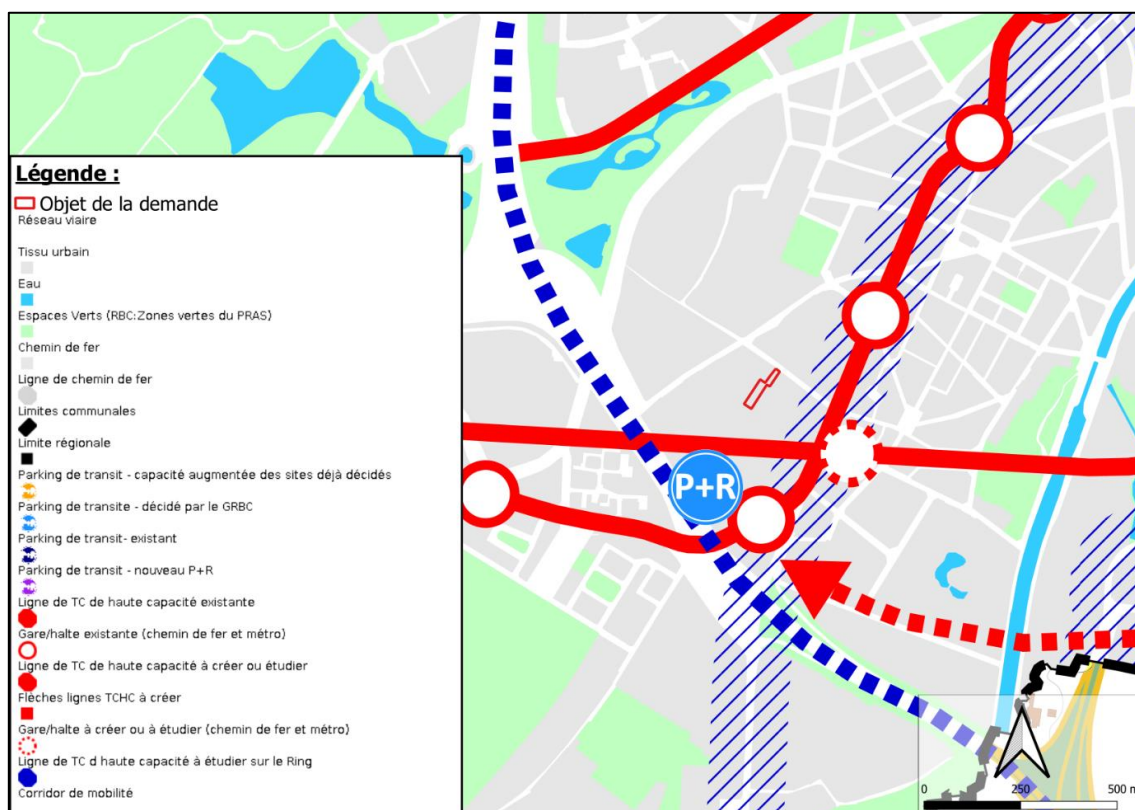 Légende :
Objet de la demande
Réseau viaire
Tissu urbain
Eau
Espaces Verts (RBC:Zones vertes du PRAS)
Chemin de fer
Ligne de chemin de fer
Limites communales
Limite régionale
Parking de transit - capacité augmentée des sites déjà décidés
Parking de transite - décidé par le GRBC
Parking de transit- existant
Parking de transit - nouveau P+R
Ligne de TC de haute capacité existante
Gare/halte existante (chemin de fer et métro)
Ligne de TC de haute capacité à créer ou étudier
Flèches lignes TCHC à créer
Gare/halte à créer ou à étudier (chemin de fer et métro)
Ligne de TC d haute capacité à étudier sur le Ring
Corridor de mobilité
P+R
0 250 500 m